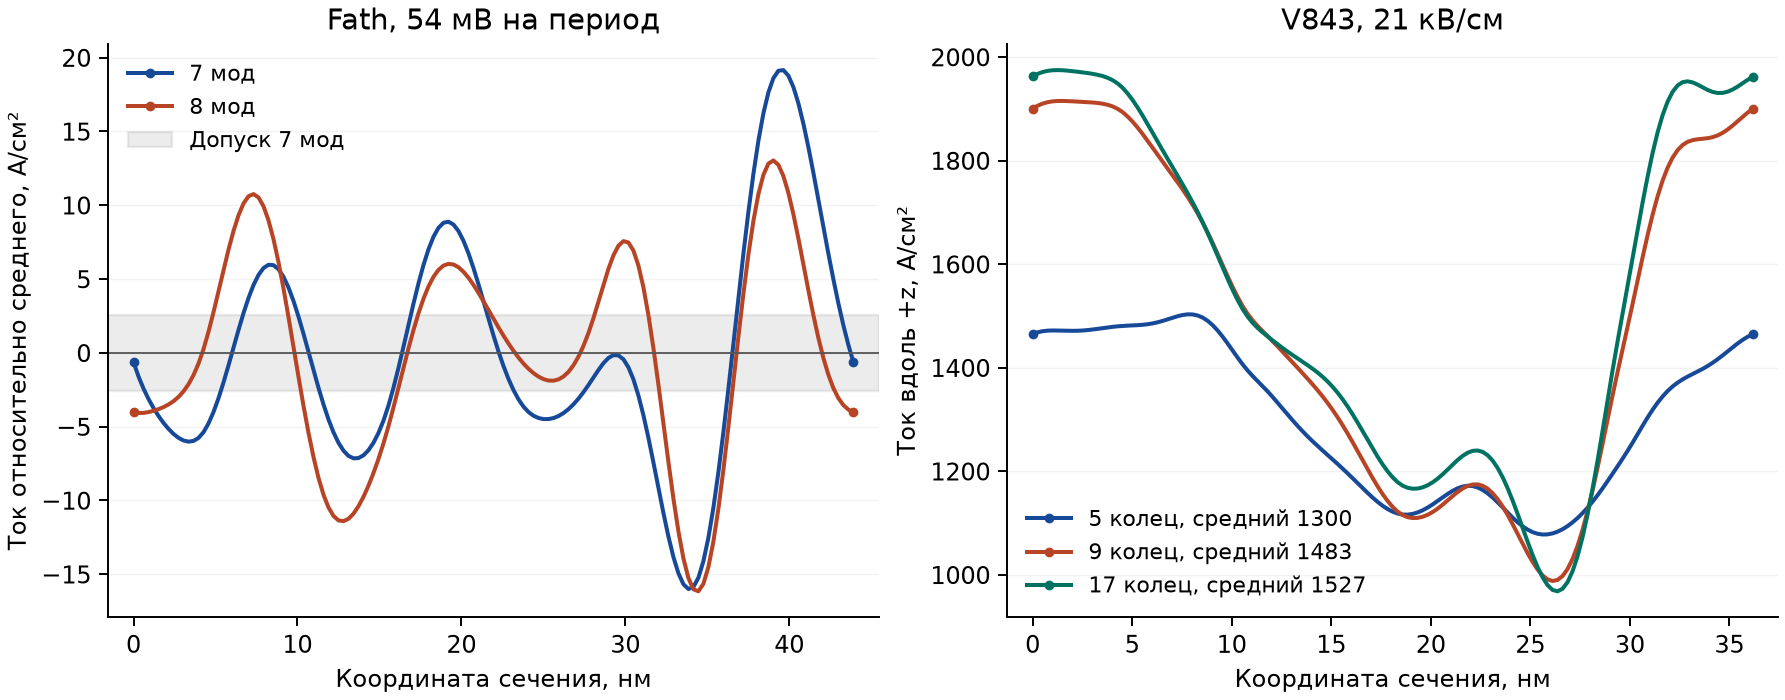 Fath, 54 мВ на период
20
15
10
5
0
−5
−10
−15
Ток относительно среднего, А/см²
7 мод
8 мод
Допуск 7 мод
0
10
20
30
40
Координата сечения, нм
V843, 21 кВ/см
2000
1800
1600
1400
1200
1000
Ток вдоль +z, А/см²
5 колец, средний 1300
9 колец, средний 1483
17 колец, средний 1527
0
5
10
15
20
25
30
35
Координата сечения, нм